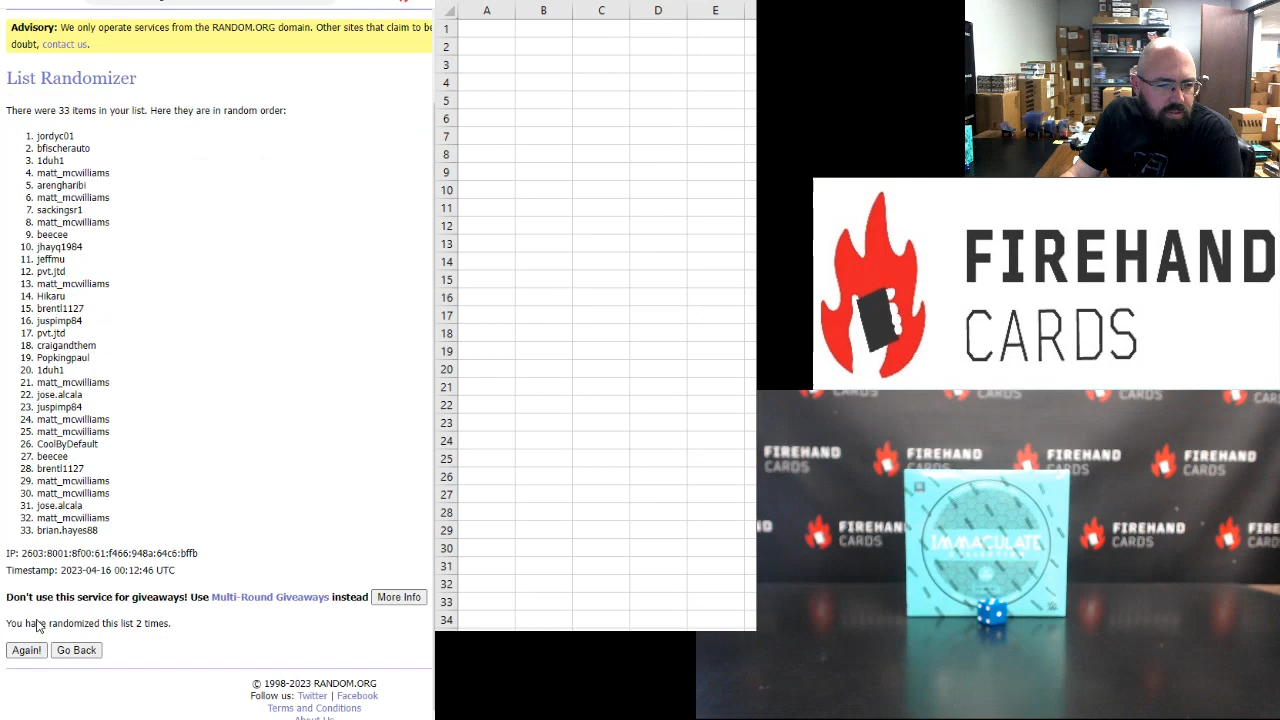 Advisory: We only operate services from the RANDOM.ORG domain. Other sites that claim to be
doubt, contact us.
List Randomizer
There were 33 items in your list. Here they are in random order:
1. jordyc01
2. bfischerauto
3. 1duh1
4. matt_mcwilliams
5. arengharibi
6. matt_mcwilliams
7. sackingsr1
8. matt_mcwilliams
9. beecee
10. jhayq1984
11. jeffmu
12. pvt.jtd
13. matt_mcwilliams
14. Hikaru
15. brentl1127
16. juspimp84
17. pvt.jtd
18. craigandthem
19. Popkingpaul
20. 1duh1
21. matt_mcwilliams
22. jose.alcala
23. juspimp84
24. matt_mcwilliams
25. matt_mcwilliams
26. CoolByDefault
27. beecee
28. brentl1127
29. matt_mcwilliams
30. matt_mcwilliams
31. jose.alcala
32. matt_mcwilliams
33. brian.hayes88
IP: 2603:8001:8f00:61:f466:948a:64c6:bffb
Timestamp: 2023-04-16 00:12:46 UTC
Don't use this service for giveaways! Use Multi-Round Giveaways instead More Info
You have randomized this list 2 times.
Again! Go Back
© 1998-2023 RANDOM.ORG
Follow us: Twitter | Facebook
Terms and Conditions
About Us
A B C D E
1
2
3
4
5
6
7
8
9
10
11
12
13
14
15
16
17
18
19
20
21
22
23
24
25
26
27
28
29
30
31
32
33
34
FIREHAND
CARDS
CARDS CARDS CARDS
FIREHAND FIREHAND FIREHAND FIREHAND
CARDS CARDS CARDS CARDS
FIREHAN FIREHAND FIREH
CARDS CARDS CARD
IMMACULATE
COLLECTION